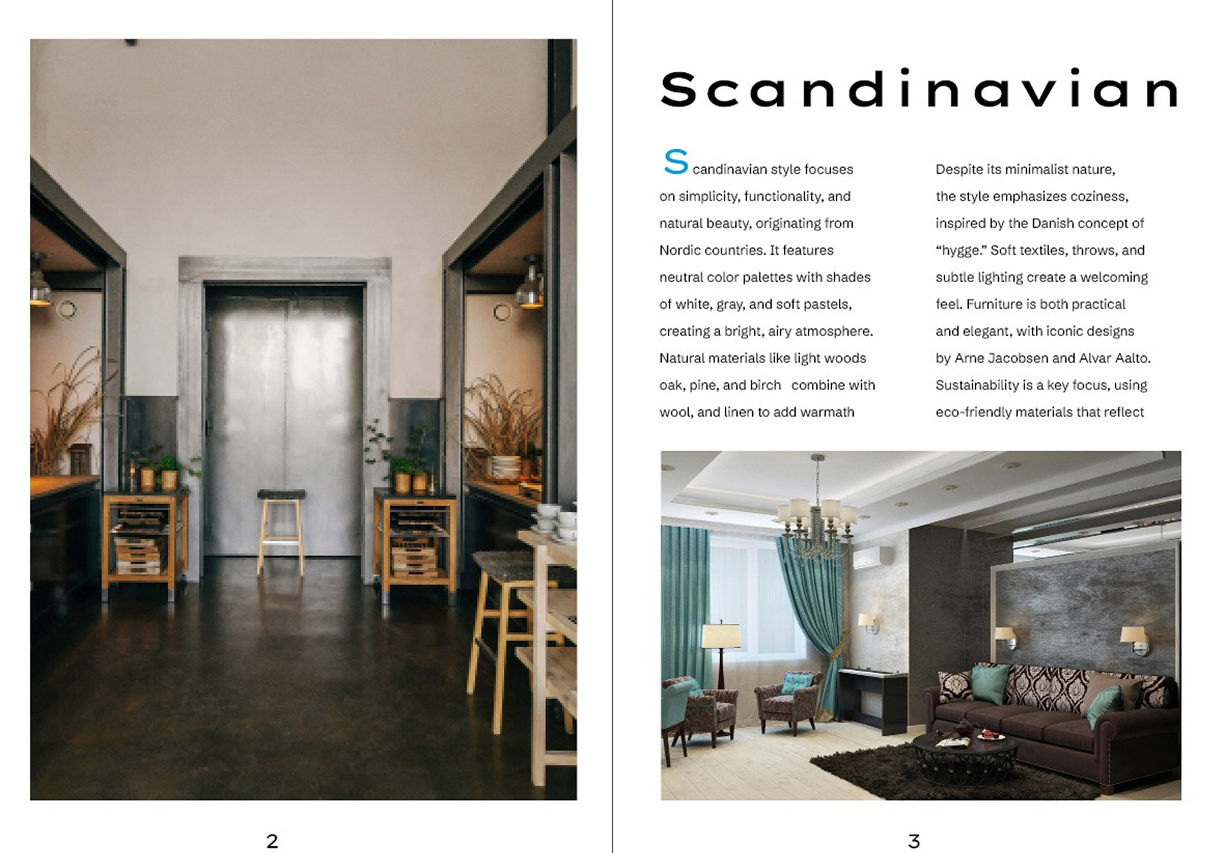 Scandinavian
Scandinavian style focuses
on simplicity, functionality, and
natural beauty, originating from
Nordic countries. It features
neutral color palettes with shades
of white, gray, and soft pastels,
creating a bright, airy atmosphere.
Natural materials like light woods
oak, pine, and birch combine with
wool, and linen to add warmath
Despite its minimalist nature,
the style emphasizes coziness,
inspired by the Danish concept of
“hygge.” Soft textiles, throws, and
subtle lighting create a welcoming
feel. Furniture is both practical
and elegant, with iconic designs
by Arne Jacobsen and Alvar Aalto.
Sustainability is a key focus, using
eco-friendly materials that reflect
2
3